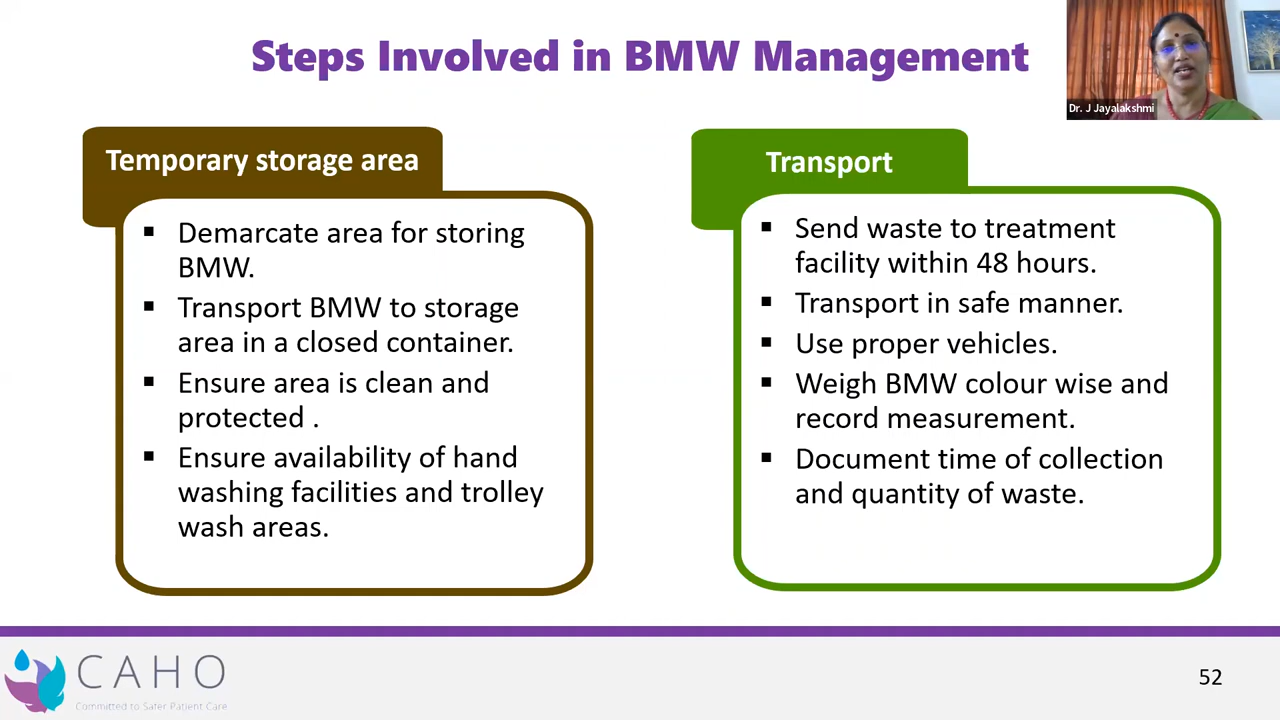 Steps Involved in BMW Management
Dr. J Jayalakshmi
Temporary storage area
▪ Demarcate area for storing
BMW.
▪ Transport BMW to storage
area in a closed container.
▪ Ensure area is clean and
protected .
▪ Ensure availability of hand
washing facilities and trolley
wash areas.
Transport
▪ Send waste to treatment
facility within 48 hours.
▪ Transport in safe manner.
▪ Use proper vehicles.
▪ Weigh BMW colour wise and
record measurement.
▪ Document time of collection
and quantity of waste.
CAHO
Committed to Safer Patient Care
52